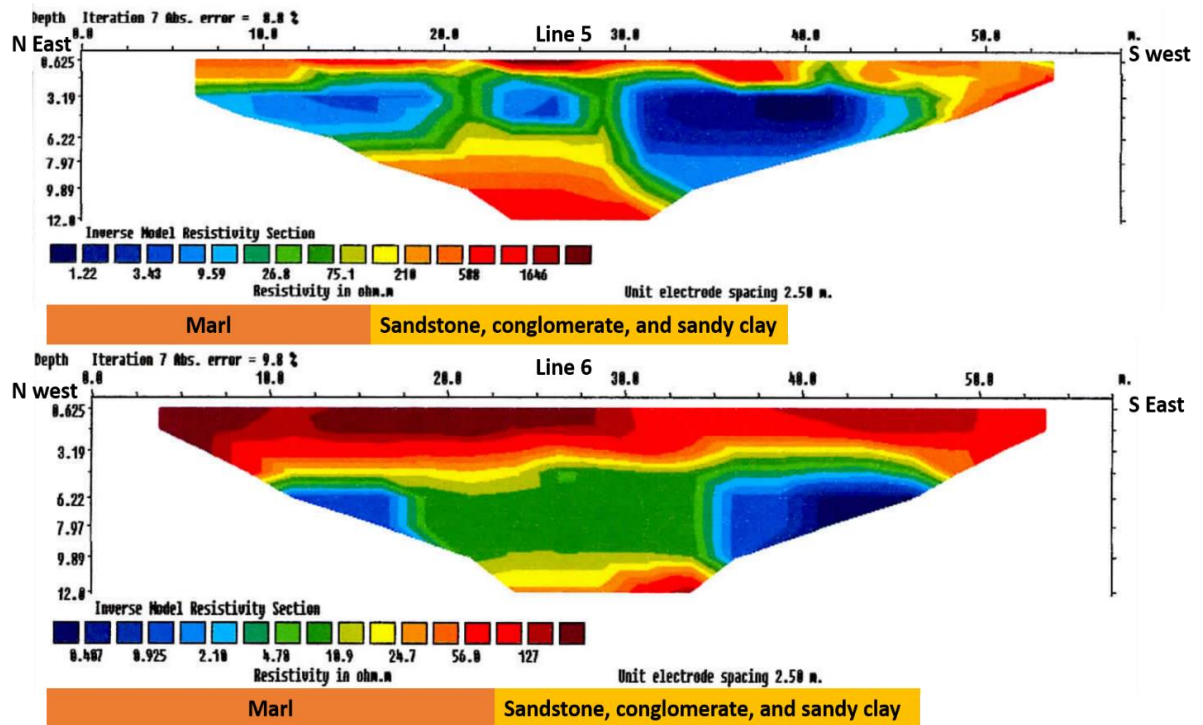 Depth Iteration 7 Abs. error = 8.8 %
0.0 10.0 Line 5 30.0 40.0 50.0 m.
N East S west
0.625
3.19
6.22
7.97
9.89
12.0
Inverse Model Resistivity Section
1.22 3.43 9.59 26.8 75.1 210 588 1646
Resistivity in ohm.m Unit electrode spacing 2.50 m.
Marl Sandstone, conglomerate, and sandy clay
Depth Iteration 7 Abs. error = 9.8 %
0.0 10.0 20.0 Line 6 30.0 40.0 50.0 m.
N west S East
0.625
3.19
6.22
7.97
9.89
12.0
Inverse Model Resistivity Section
0.407 0.925 2.10 4.78 10.9 24.7 56.0 127
Resistivity in ohm.m Unit electrode spacing 2.50 m.
Marl Sandstone, conglomerate, and sandy clay